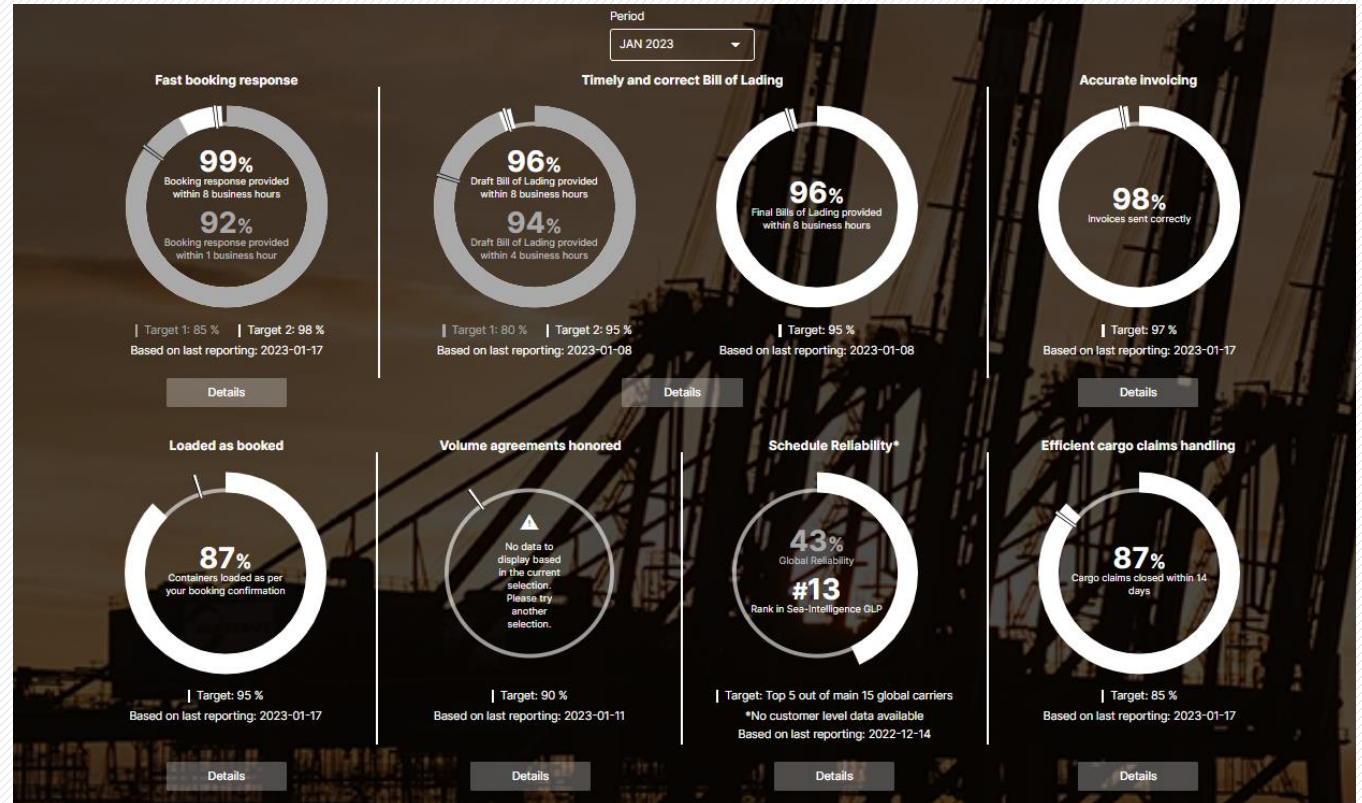 Period
JAN 2023
Fast booking response
Timely and correct Bill of Lading
Accurate invoicing
99%
Booking response provided
within 8 business hours
92%
Booking response provided
within 1 business hour
Target 1: 85 % Target 2: 98 %
Based on last reporting: 2023-01-17
Details
96%
Draft Bill of Lading provided
within 8 business hours
94%
Draft Bill of Lading provided
within 4 business hours
Target 1: 80 % Target 2: 95 %
Based on last reporting: 2023-01-08
96%
Final Bills of Lading provided
within 8 business hours
Target: 95 %
Based on last reporting: 2023-01-08
Details
98%
Invoices sent correctly
Target: 97 %
Based on last reporting: 2023-01-17
Details
Loaded as booked
87%
Containers loaded as per
your booking confirmation
Target: 95 %
Based on last reporting: 2023-01-17
Details
Volume agreements honored
No data to
display based
in the current
selection.
Please try
another
selection.
Target: 90 %
Based on last reporting: 2023-01-11
Details
Schedule Reliability*
43%
Global Reliability
#13
Rank in Sea-Intelligence GLP
Target: Top 5 out of main 15 global carriers
*No customer level data available
Based on last reporting: 2022-12-14
Details
Efficient cargo claims handling
87%
Cargo claims closed within 14
days
Target: 85 %
Based on last reporting: 2023-01-17
Details